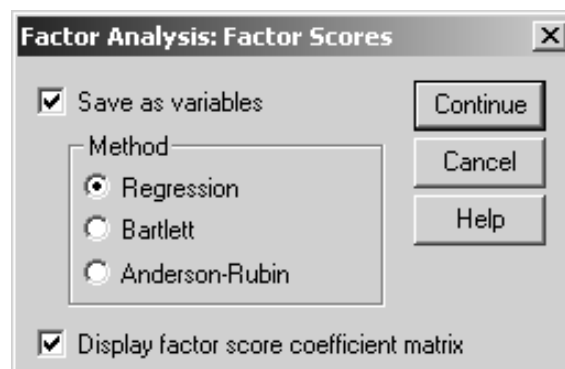 Factor Analysis: Factor Scores
Save as variables
Continue
Method
Cancel
Regression
Help
Bartlett
Anderson-Rubin
Display factor score coefficient matrix